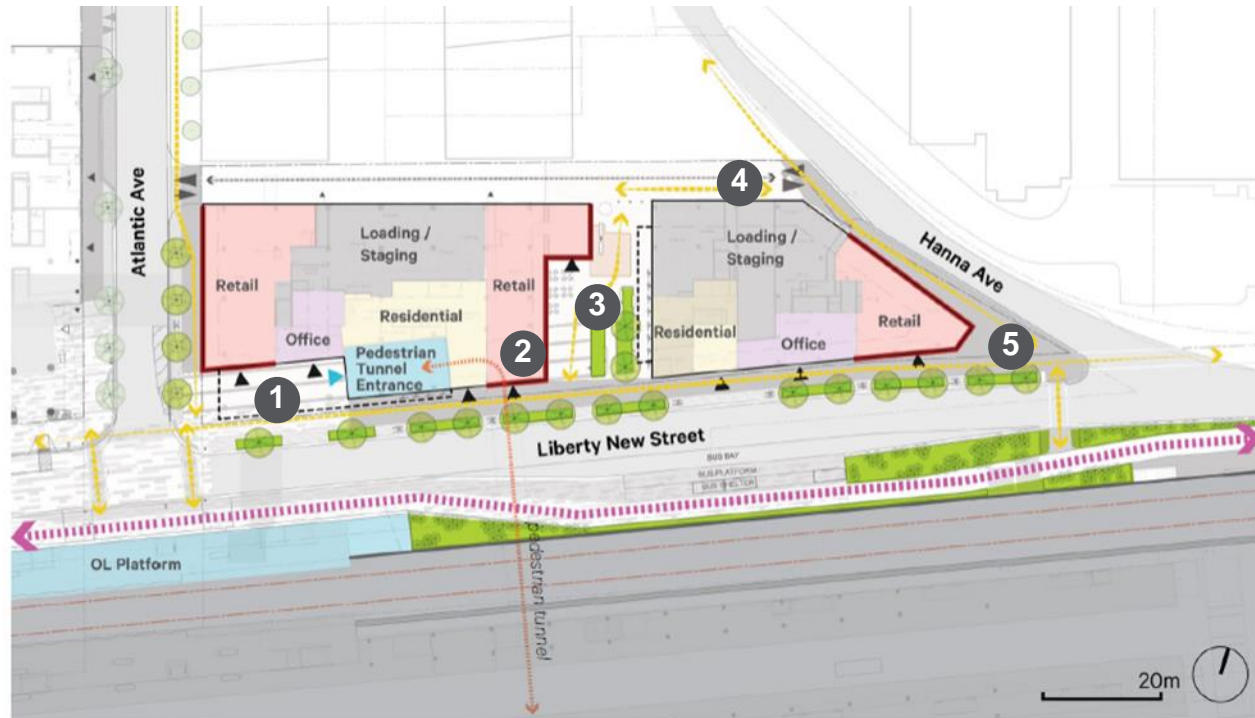 4
Atlantic Ave
Hanna Ave
Loading /
Staging
Loading /
Staging
Retail
Retail
3
Residential
Retail
Residential
Office
2
Office
5
Pedestrian
Tunnel
Entrance
1
Liberty New Street
BUS BAY
BUS PLATFORM
BUS SHELTER
OL Platform
pedestrian tunnel
20m